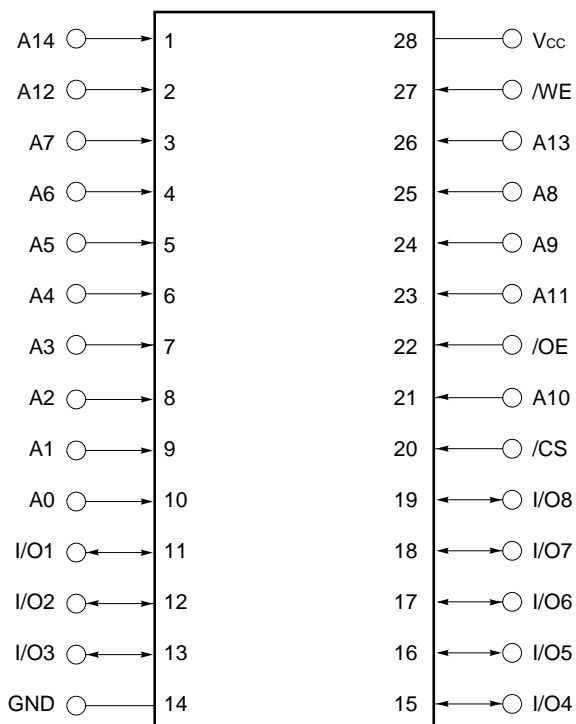 A14 1 28 Vcc
A12 2 27 /WE
A7 3 26 A13
A6 4 25 A8
A5 5 24 A9
A4 6 23 A11
A3 7 22 /OE
A2 8 21 A10
A1 9 20 /CS
A0 10 19 I/O8
I/O1 11 18 I/O7
I/O2 12 17 I/O6
I/O3 13 16 I/O5
GND 14 15 I/O4